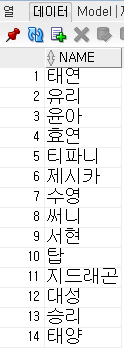 열 데이터 Model |
NAME
1 태연
2 유리
3 윤아
4 효연
5 티파니
6 제시카
7 수영
8 써니
9 서현
10 탑
11 지드래곤
12 대성
13 승리
14 태양